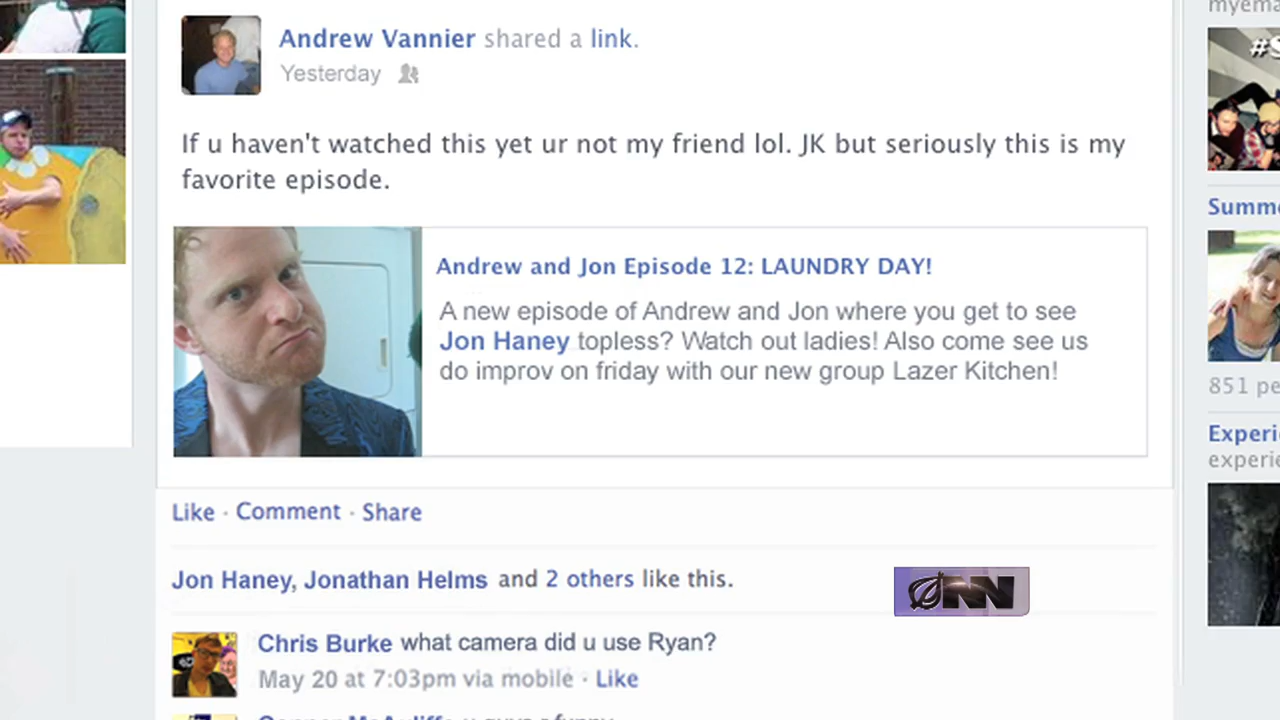 myema
Andrew Vannier shared a link.
Yesterday
If u haven't watched this yet ur not my friend lol. JK but seriously this is my
favorite episode.
Andrew and Jon Episode 12: LAUNDRY DAY!
A new episode of Andrew and Jon where you get to see
Jon Haney topless? Watch out ladies! Also come see us
do improv on friday with our new group Lazer Kitchen!
Like · Comment · Share
Jon Haney, Jonathan Helms and 2 others like this.
ONN
Chris Burke what camera did u use Ryan?
May 20 at 7:03pm via mobile · Like
#S
Summe
851 pe
Experi
experie